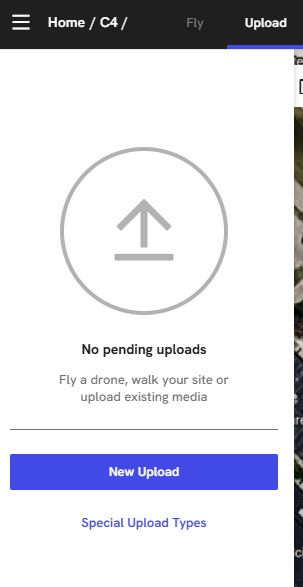 Home / C4 / Fly Upload
No pending uploads
Fly a drone, walk your site or
upload existing media
New Upload
Special Upload Types